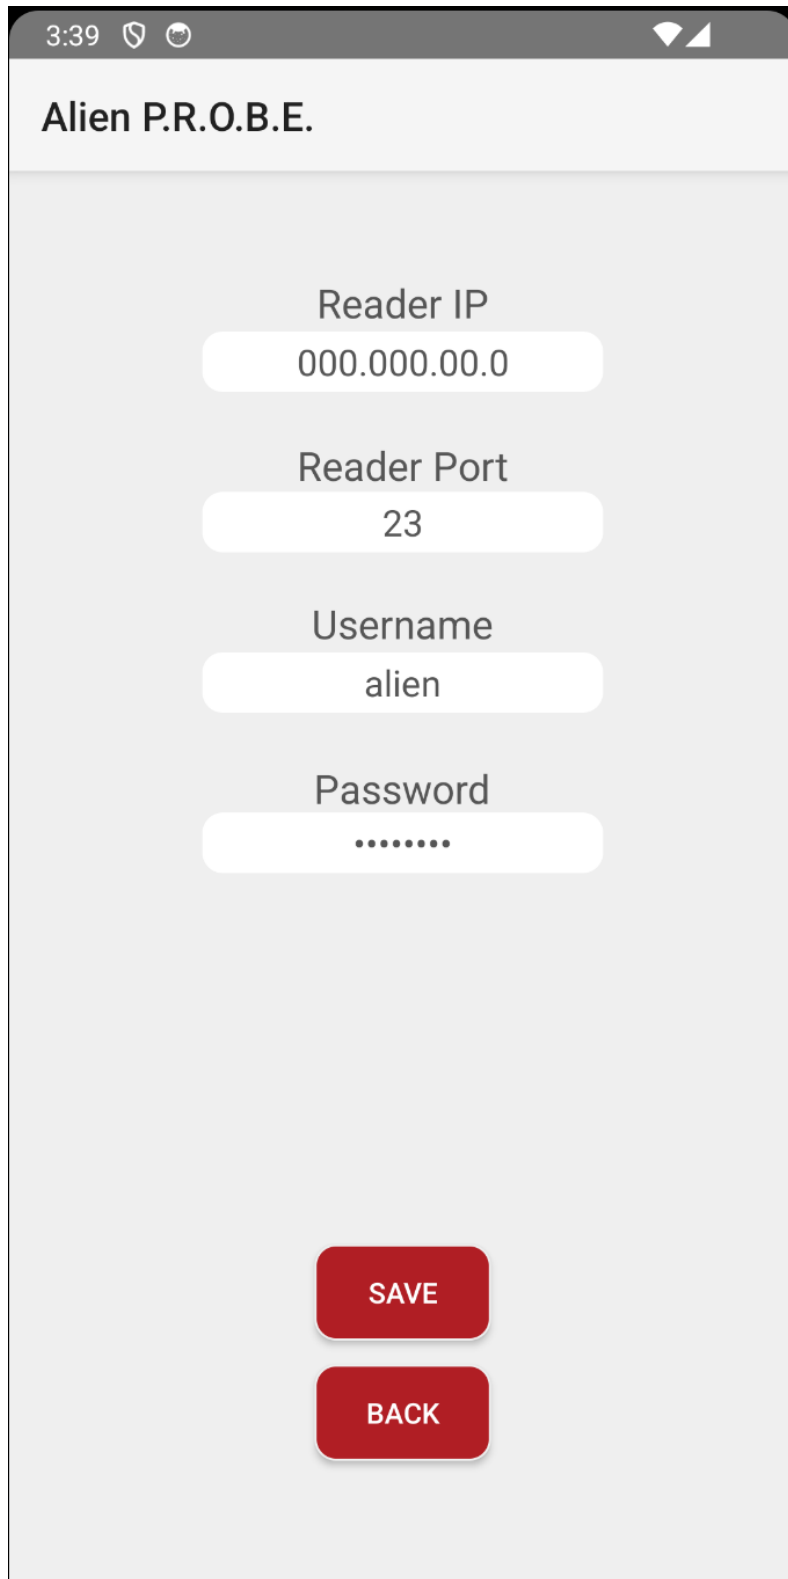 3:39
Alien P.R.O.B.E.
Reader IP
000.000.00.0
Reader Port
23
Username
alien
Password
••••••••
SAVE
BACK